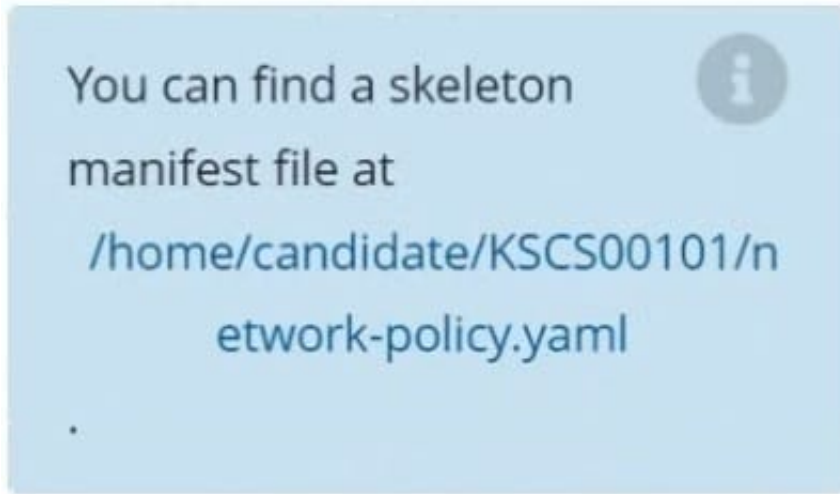 You can find a skeleton
manifest file at
/home/candidate/KSCS00101/n
etwork-policy.yaml
.